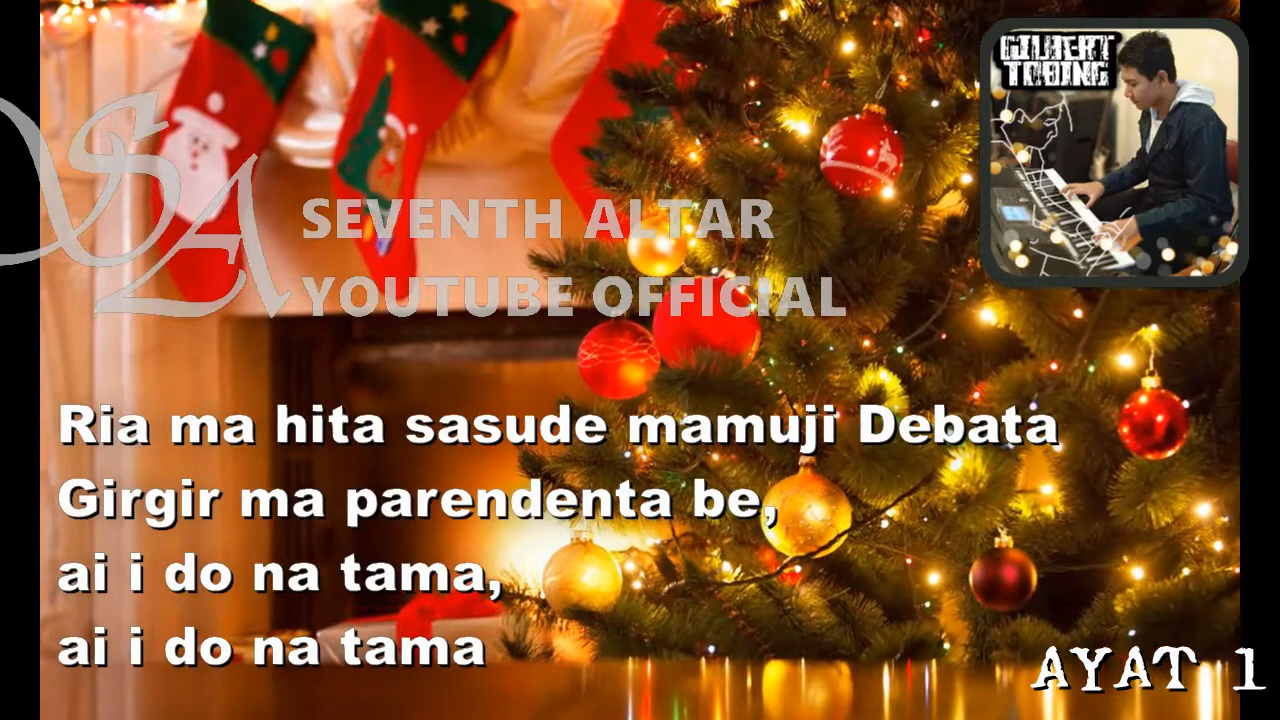 GILBERT
TOBING
SA
SEVENTH ALTAR
YOUTUBE OFFICIAL
Ria ma hita sasude mamuji Debata
Girgir ma parendenta be,
ai i do na tama,
ai i do na tama
AYAT 1